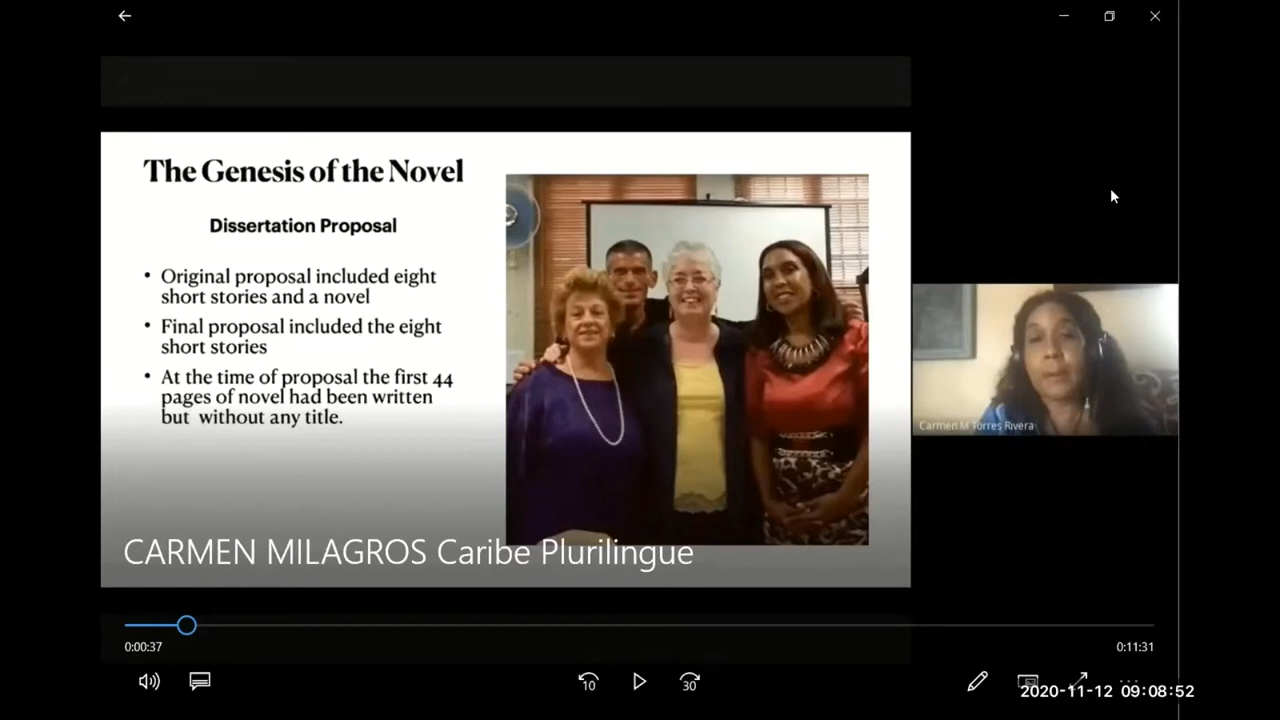 The Genesis of the Novel
Dissertation Proposal
• Original proposal included eight
short stories and a novel
• Final proposal included the eight
short stories
• At the time of proposal the first 44
pages of novel had been written
but without any title.
Carmen M Torres Rivera
CARMEN MILAGROS Caribe Plurilingue
0:00:37
0:11:31
10
30
2020-11-12 09:08:52